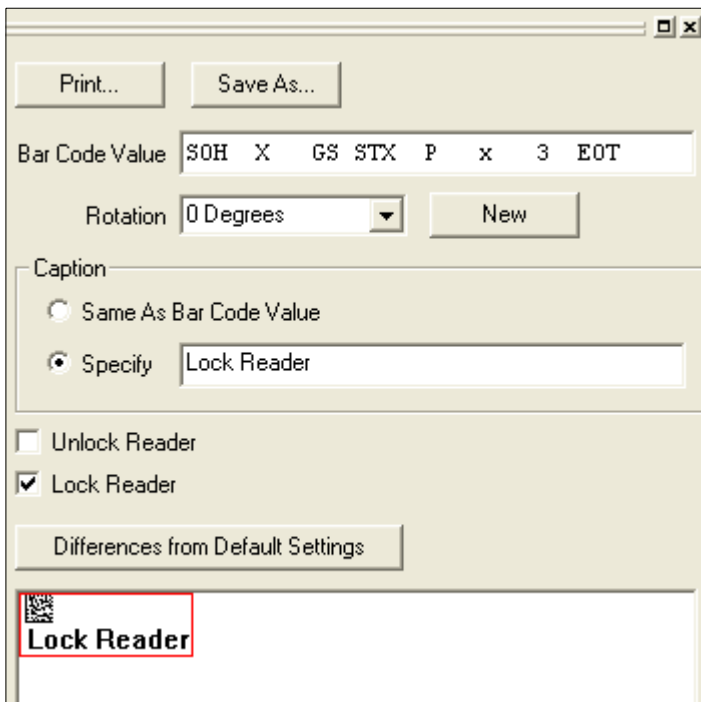 Print... Save As...
Bar Code Value SOH X GS STX P x 3 EOT
Rotation 0 Degrees New
Caption
Same As Bar Code Value
Specify Lock Reader
Unlock Reader
Lock Reader
Differences from Default Settings
Lock Reader